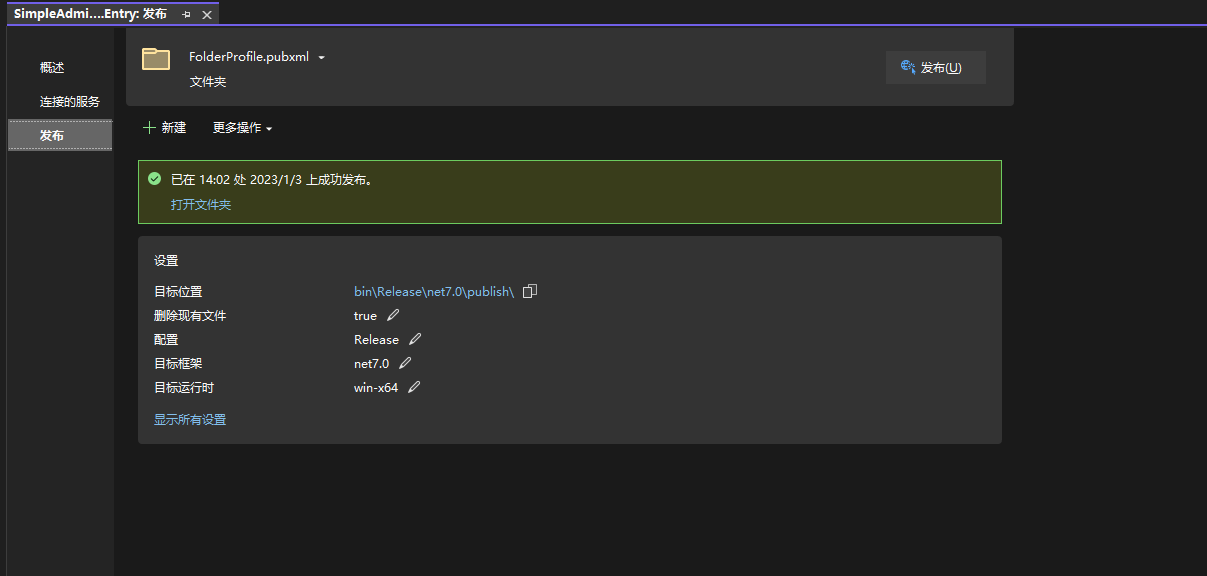 SimpleAdmi....Entry: 发布
概述
连接的服务
发布
FolderProfile.pubxml
文件夹
发布(U)
新建
更多操作
已在 14:02 处 2023/1/3 上成功发布。
打开文件夹
设置
目标位置 bin\Release\net7.0\publish\
删除现有文件 true
配置 Release
目标框架 net7.0
目标运行时 win-x64
显示所有设置